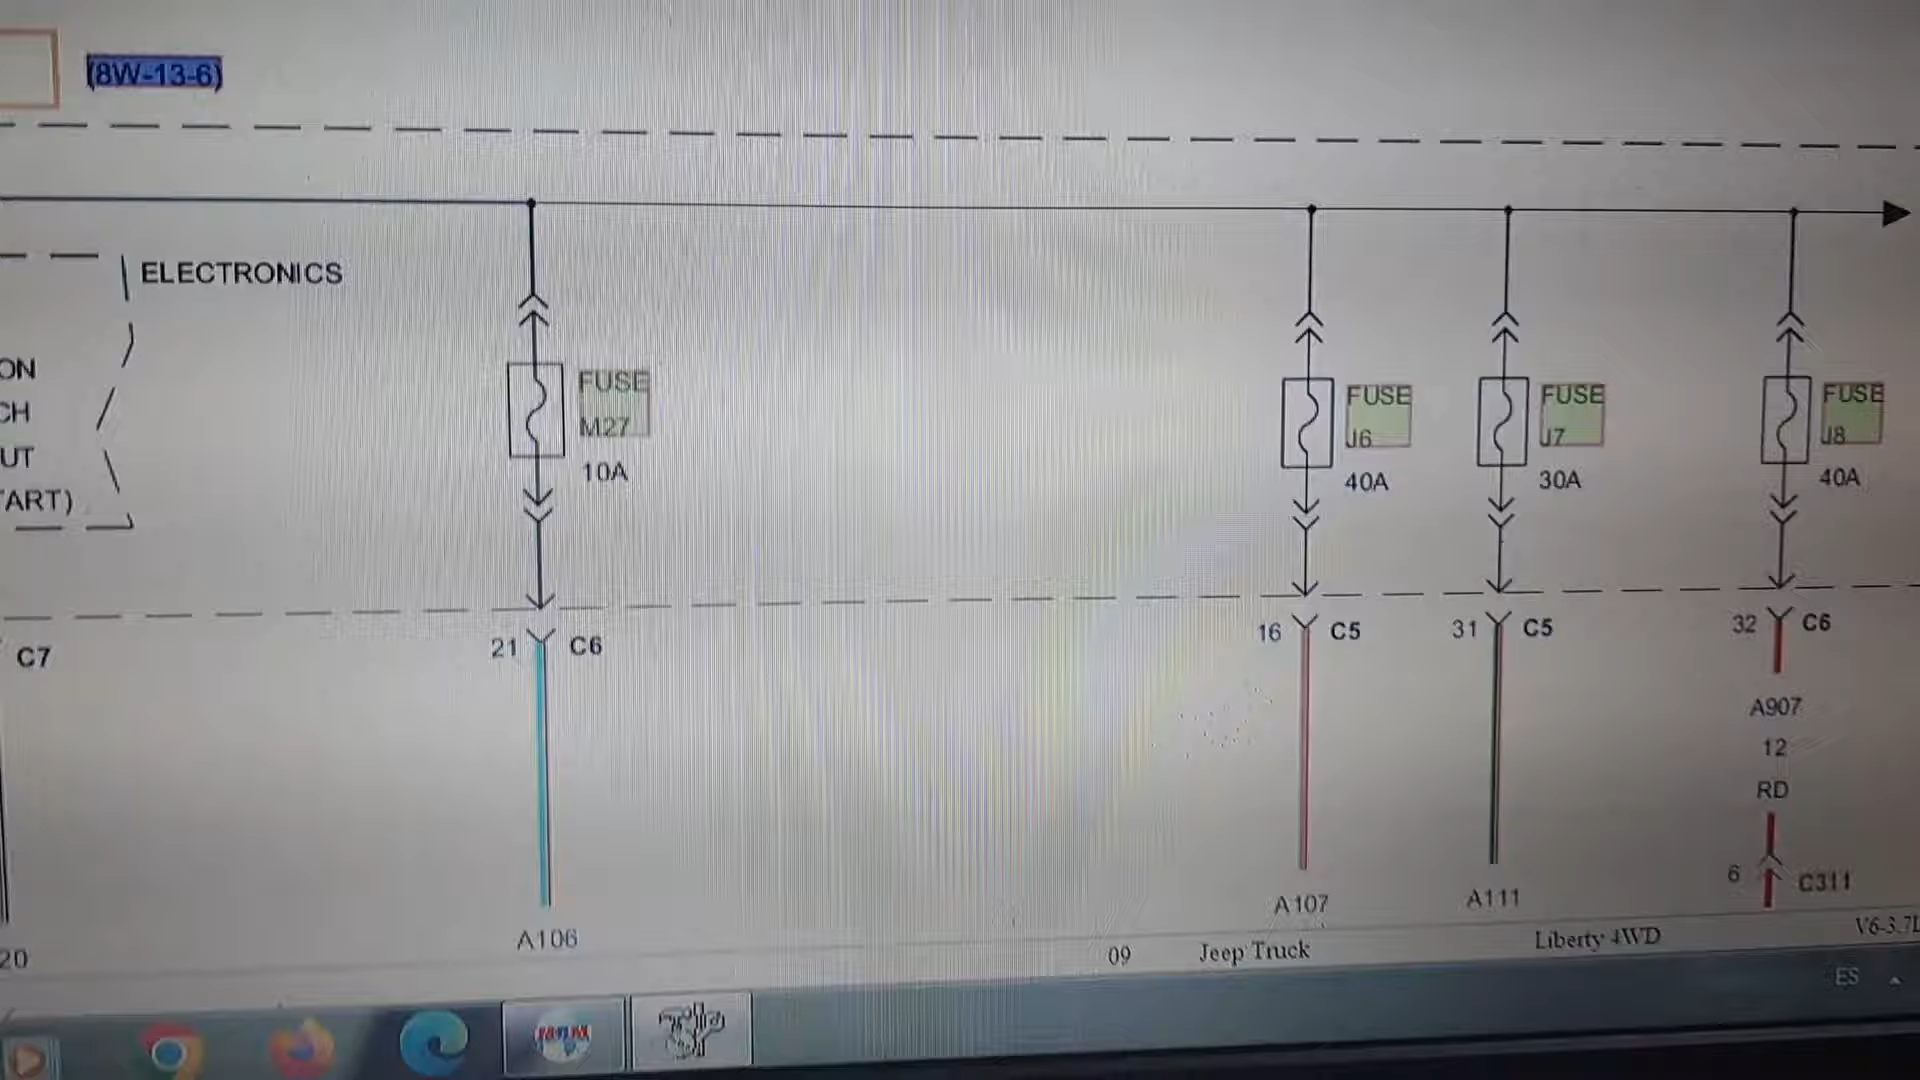 (8W-13-6)
ELECTRONICS
ON
CH
UT
TART)
FUSE
M27
10A
FUSE
J6
40A
FUSE
J7
30A
FUSE
J8
40A
C7
21 C6
16 C5
31 C5
32 C6
A907
12
RD
6 C311
20
A106
A107
A111
09 Jeep Truck Liberty 4WD V6-3.7L
ES